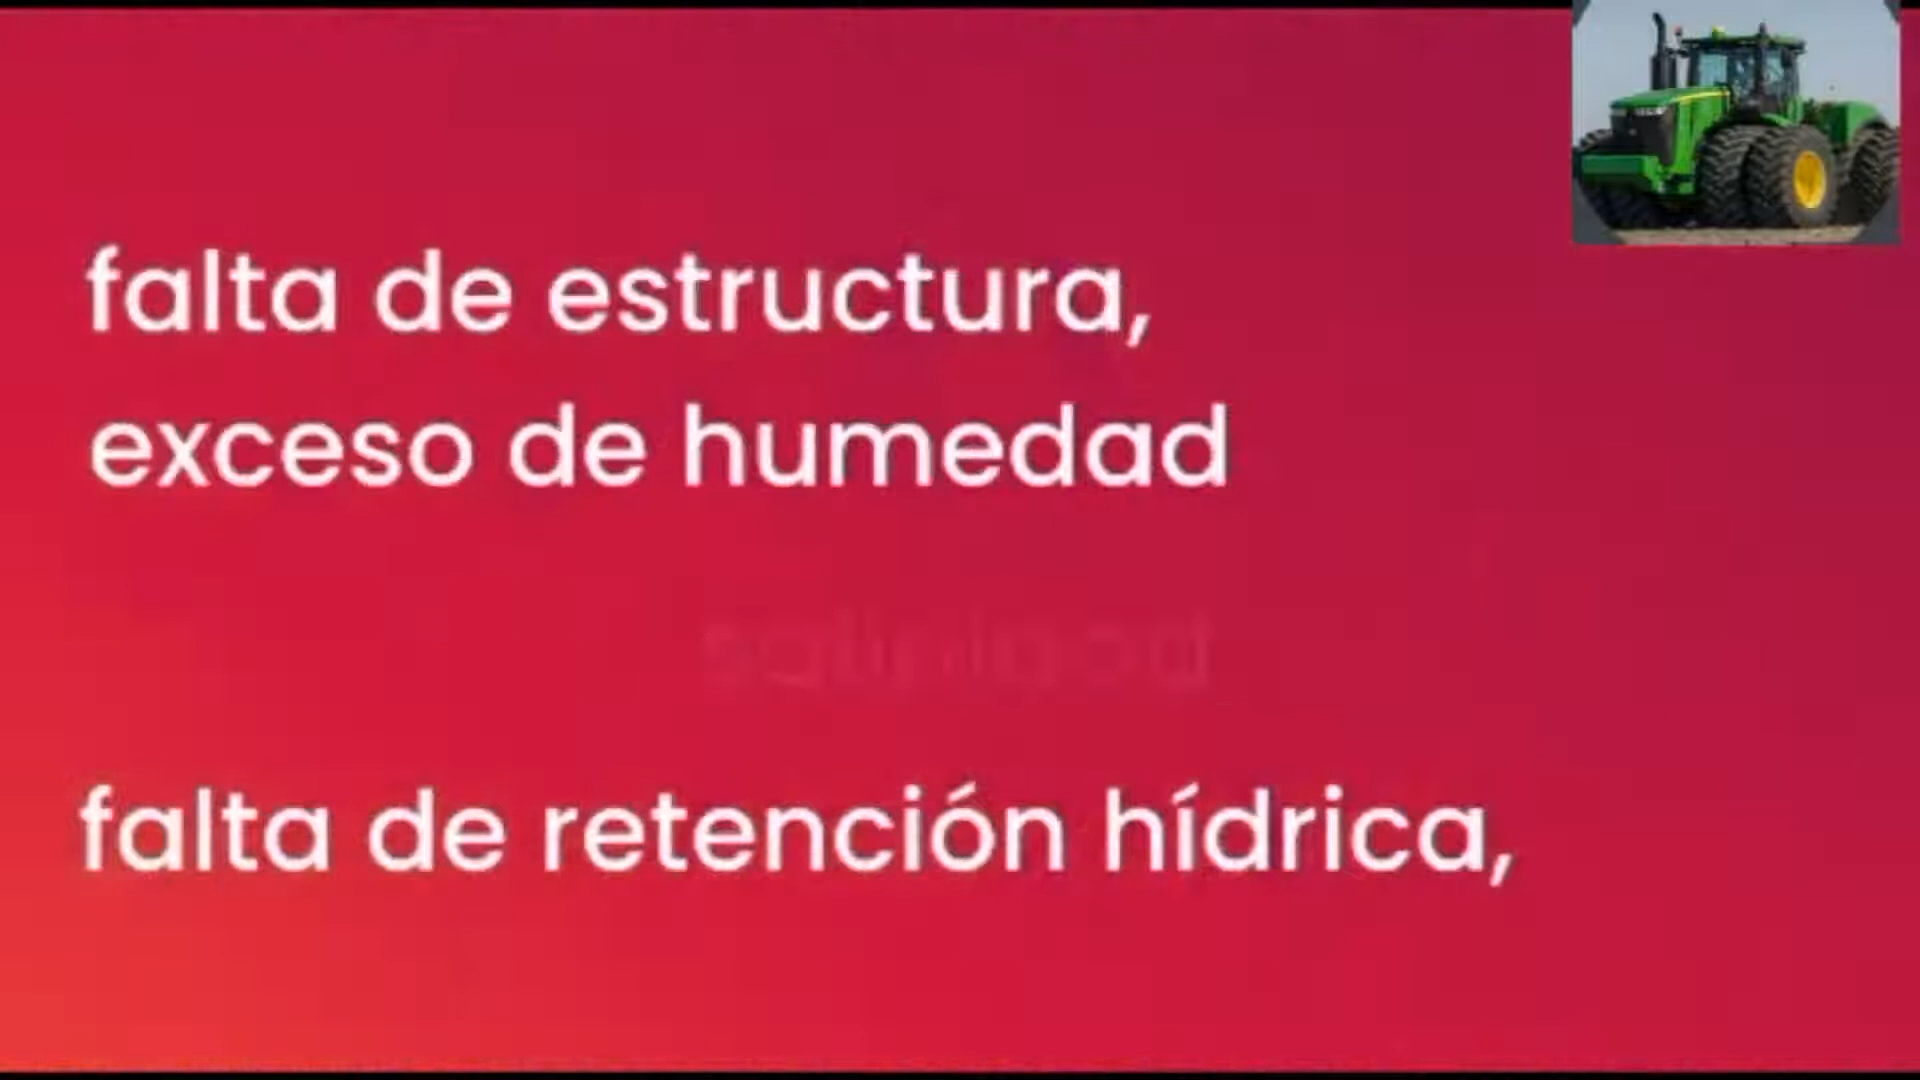 falta de estructura,
exceso de humedad
falta de retención hídrica,